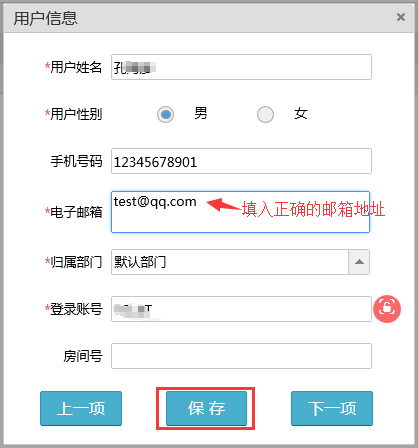 用户信息
*用户姓名 孔
*用户性别 男 女
手机号码 12345678901
*电子邮箱 test@qq.com 填入正确的邮箱地址
*归属部门 默认部门
*登录账号
房间号
上一项 保存 下一项